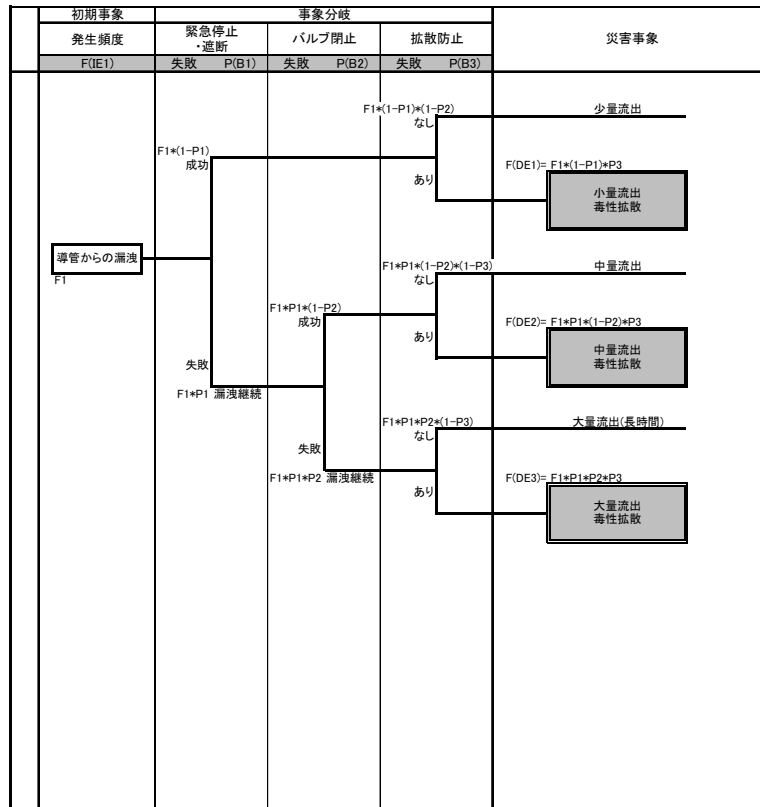 初期事象
事象分岐
発生頻度
緊急停止
・遮断
バルブ閉止
拡散防止
災害事象
F(IE1)
失敗 P(B1)
失敗 P(B2)
失敗 P(B3)
F1*(1-P1)*(1-P2)
なし
少量流出
F1*(1-P1)
成功
あり
F(DE1)= F1*(1-P1)*P3
小量流出
毒性拡散
導管からの漏洩
F1
F1*P1*(1-P2)*(1-P3)
なし
中量流出
F1*P1*(1-P2)
成功
あり
F(DE2)= F1*P1*(1-P2)*P3
中量流出
毒性拡散
失敗
F1*P1 漏洩継続
F1*P1*P2*(1-P3)
なし
大量流出(長時間)
失敗
F1*P1*P2 漏洩継続
あり
F(DE3)= F1*P1*P2*P3
大量流出
毒性拡散